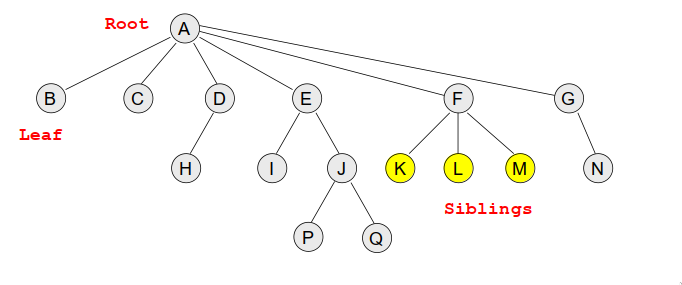 Root A
B C D E F G
Leaf
H I J K L M N
Siblings
P Q